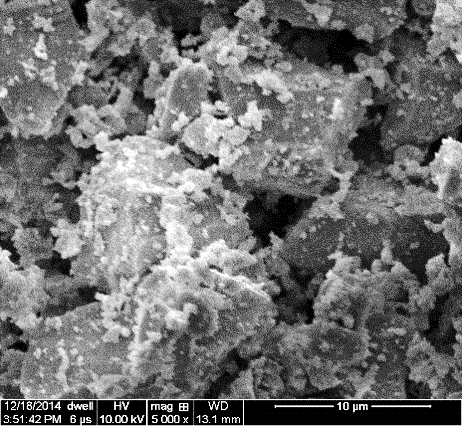 12/18/2014 dwell HV mag ⊞ WD 10 µm
3:51:42 PM 6 µs 10.00 kV 5 000 x 13.1 mm